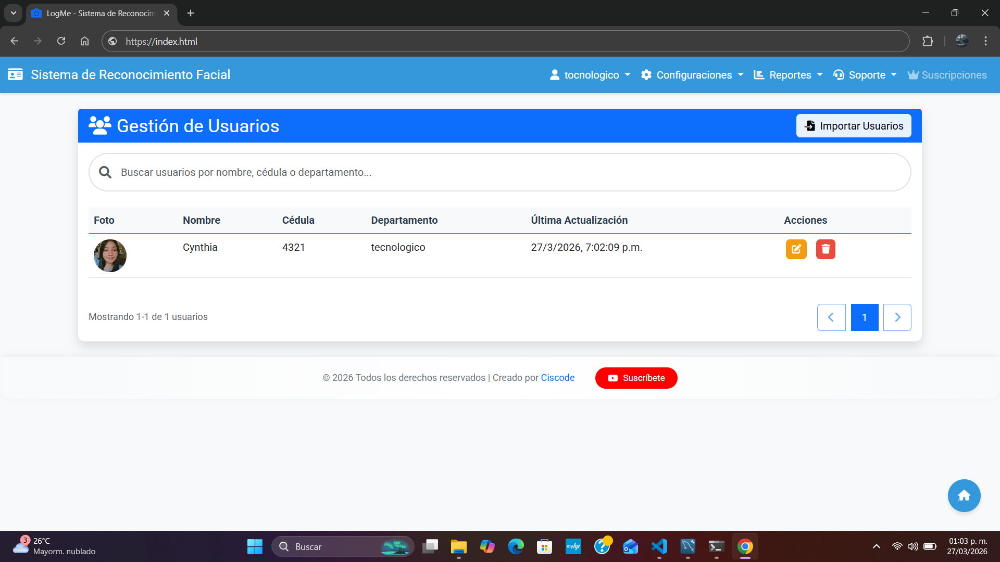 LogMe - Sistema de Reconocim
https://index.html
Sistema de Reconocimiento Facial
tocnologico
Configuraciones
Reportes
Soporte
Suscripciones
Gestión de Usuarios
Importar Usuarios
Buscar usuarios por nombre, cédula o departamento...
Foto Nombre Cédula Departamento Última Actualización Acciones
Cynthia 4321 tecnologico 27/3/2026, 7:02:09 p.m.
Mostrando 1-1 de 1 usuarios
1
© 2026 Todos los derechos reservados | Creado por Ciscode
Suscríbete
3
26°C
Mayorm. nublado
Buscar
myhp
01:03 p. m.
27/03/2026